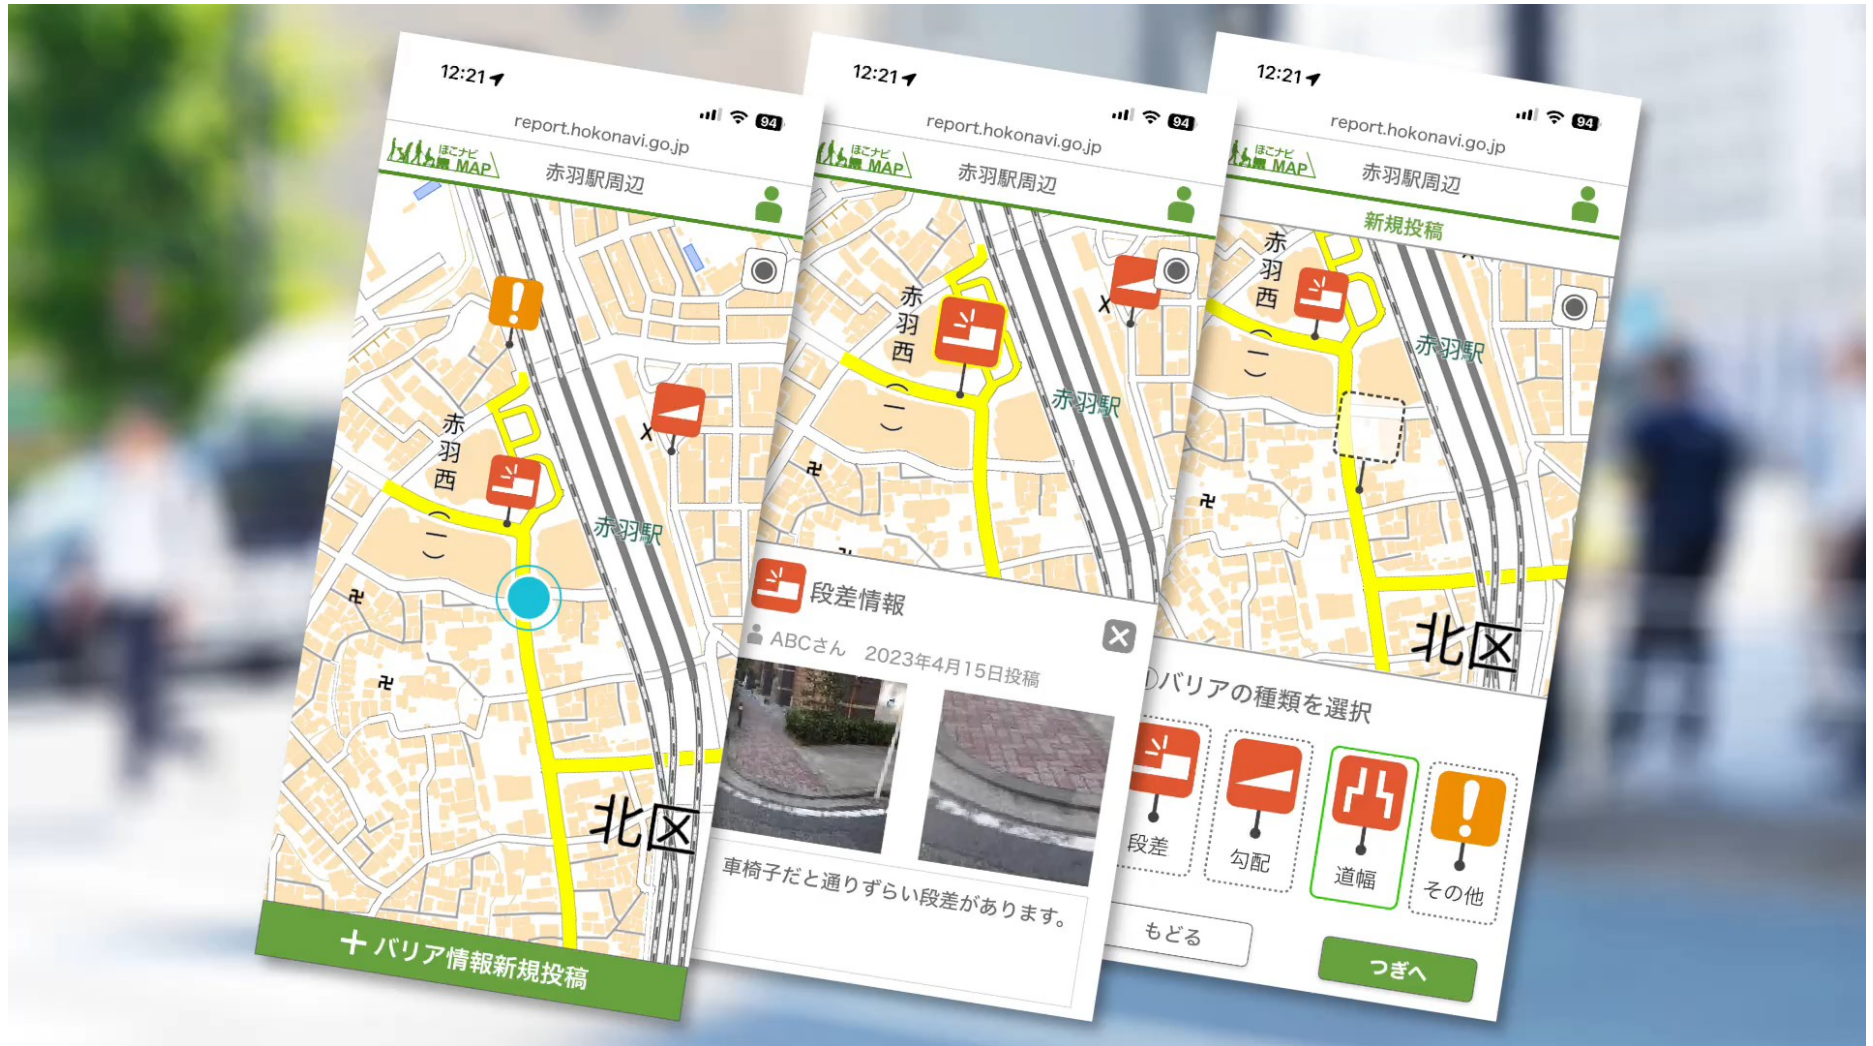 12:21
94
report.hokonavi.go.jp
ほこナビ
MAP
赤羽駅周辺
赤羽西
(一)
赤羽駅
北区
+ バリア情報新規投稿
12:21
94
report.hokonavi.go.jp
ほこナビ
MAP
赤羽駅周辺
赤羽西
(一)
赤羽駅
段差情報
ABCさん 2023年4月15日投稿
車椅子だと通りずらい段差があります。
12:21
94
report.hokonavi.go.jp
ほこナビ
MAP
赤羽駅周辺
新規投稿
赤羽西
(一)
赤羽駅
北区
バリアの種類を選択
段差
勾配
道幅
その他
もどる
つぎへ